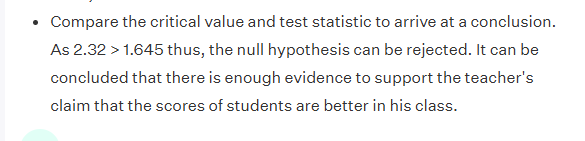 • Compare the critical value and test statistic to arrive at a conclusion.
As 2.32 > 1.645 thus, the null hypothesis can be rejected. It can be
concluded that there is enough evidence to support the teacher's
claim that the scores of students are better in his class.